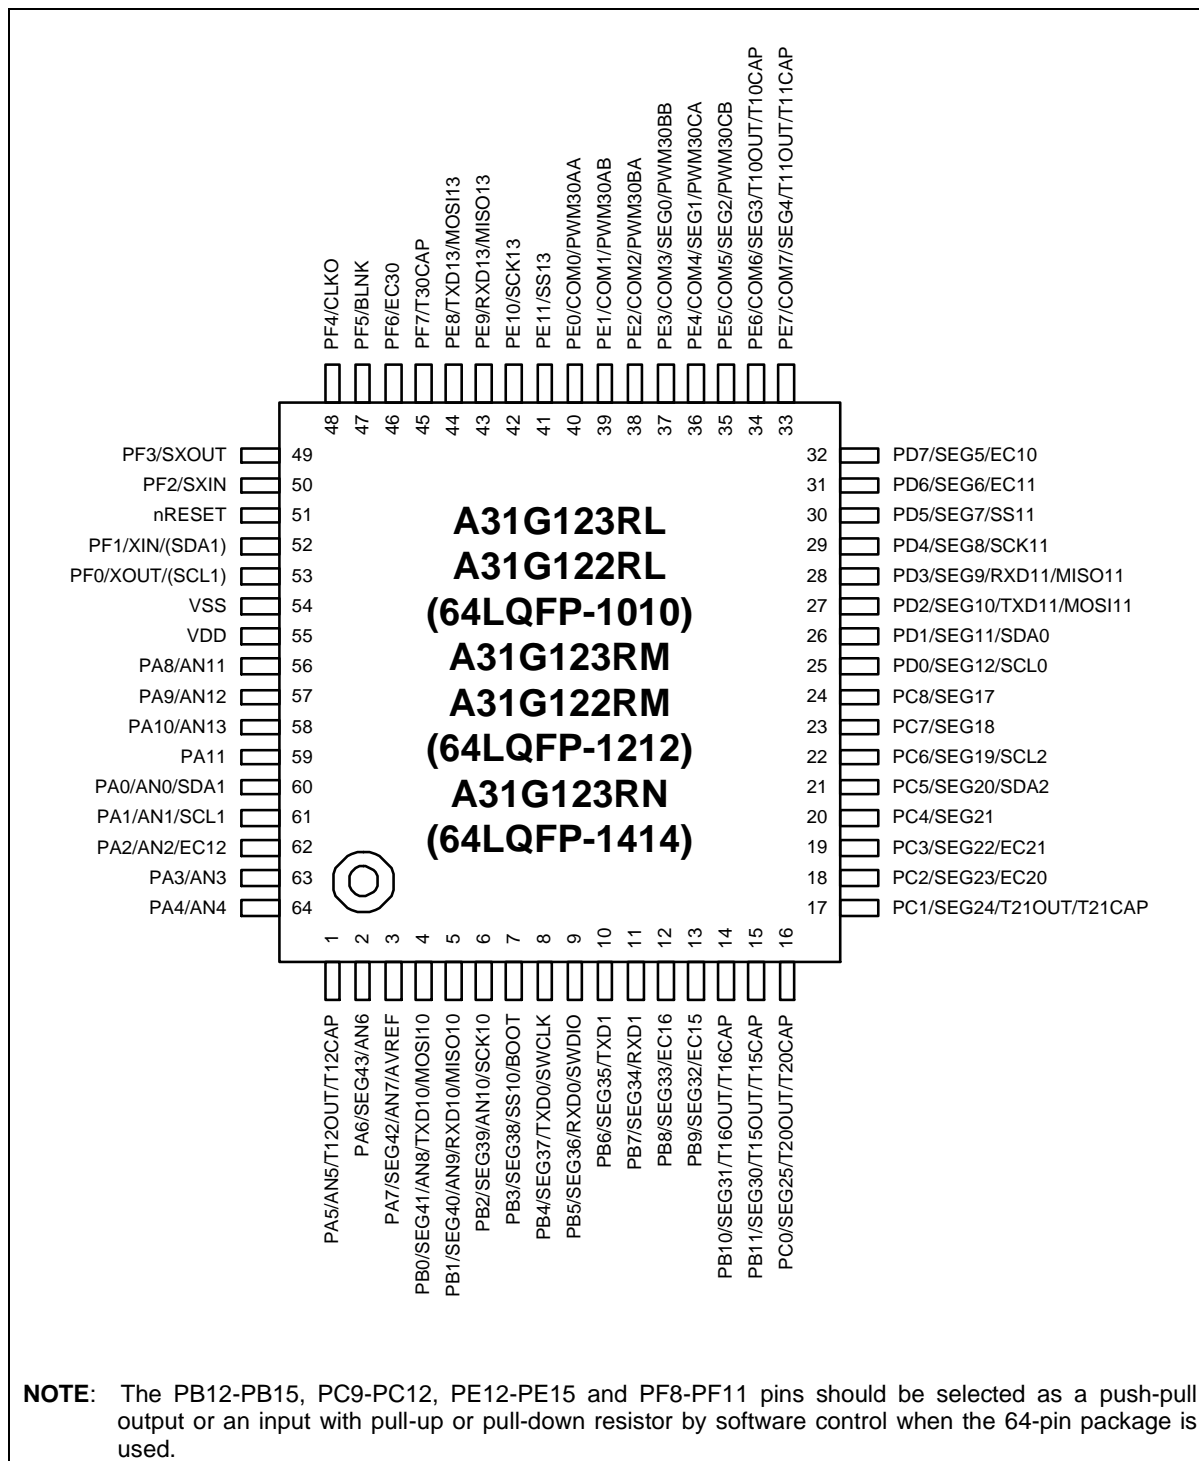 PF4/CLKO
PF5/BLNK
PF6/EC30
PF7/T30CAP
PE8/TXD13/MOSI13
PE9/RXD13/MISO13
PE10/SCK13
PE11/SS13
PE0/COM0/PWM30AA
PE1/COM1/PWM30AB
PE2/COM2/PWM30BA
PE3/COM3/SEG0/PWM30BB
PE4/COM4/SEG1/PWM30CA
PE5/COM5/SEG2/PWM30CB
PE6/COM6/SEG3/T10OUT/T10CAP
PE7/COM7/SEG4/T11OUT/T11CAP
48 47 46 45 44 43 42 41 40 39 38 37 36 35 34 33
PF3/SXOUT 49
PF2/SXIN 50
nRESET 51
PF1/XIN/(SDA1) 52
PF0/XOUT/(SCL1) 53
VSS 54
VDD 55
PA8/AN11 56
PA9/AN12 57
PA10/AN13 58
PA11 59
PA0/AN0/SDA1 60
PA1/AN1/SCL1 61
PA2/AN2/EC12 62
PA3/AN3 63
PA4/AN4 64
A31G123RL
A31G122RL
(64LQFP-1010)
A31G123RM
A31G122RM
(64LQFP-1212)
A31G123RN
(64LQFP-1414)
32 PD7/SEG5/EC10
31 PD6/SEG6/EC11
30 PD5/SEG7/SS11
29 PD4/SEG8/SCK11
28 PD3/SEG9/RXD11/MISO11
27 PD2/SEG10/TXD11/MOSI11
26 PD1/SEG11/SDA0
25 PD0/SEG12/SCL0
24 PC8/SEG17
23 PC7/SEG18
22 PC6/SEG19/SCL2
21 PC5/SEG20/SDA2
20 PC4/SEG21
19 PC3/SEG22/EC21
18 PC2/SEG23/EC20
17 PC1/SEG24/T21OUT/T21CAP
1 2 3 4 5 6 7 8 9 10 11 12 13 14 15 16
PA5/AN5/T12OUT/T12CAP
PA6/SEG43/AN6
PA7/SEG42/AN7/AVREF
PB0/SEG41/AN8/TXD10/MOSI10
PB1/SEG40/AN9/RXD10/MISO10
PB2/SEG39/AN10/SCK10
PB3/SEG38/SS10/BOOT
PB4/SEG37/TXD0/SWCLK
PB5/SEG36/RXD0/SWDIO
PB6/SEG35/TXD1
PB7/SEG34/RXD1
PB8/SEG33/EC16
PB9/SEG32/EC15
PB10/SEG31/T16OUT/T16CAP
PB11/SEG30/T15OUT/T15CAP
PC0/SEG25/T20OUT/T20CAP
NOTE: The PB12-PB15, PC9-PC12, PE12-PE15 and PF8-PF11 pins should be selected as a push-pull
output or an input with pull-up or pull-down resistor by software control when the 64-pin package is
used.